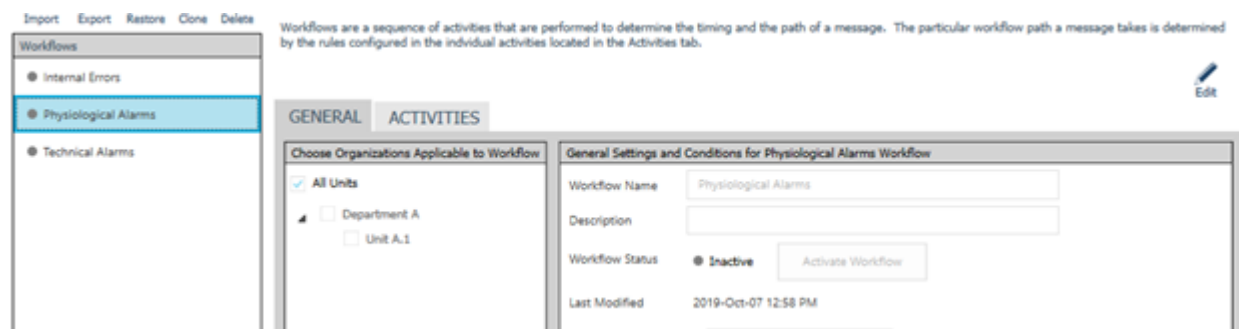 Import Export Restore Clone Delete
Workflows
Internal Errors
Physiological Alarms
Technical Alarms
Workflows are a sequence of activities that are performed to determine the timing and the path of a message. The particular workflow path a message takes is determined
by the rules configured in the indvidual activities located in the Activities tab.
Edit
GENERAL ACTIVITIES
Choose Organizations Applicable to Workflow
All Units
Department A
Unit A.1
General Settings and Conditions for Physiological Alarms Workflow
Workflow Name Physiological Alarms
Description
Workflow Status Inactive Activate Workflow
Last Modified 2019-Oct-07 12:58 PM